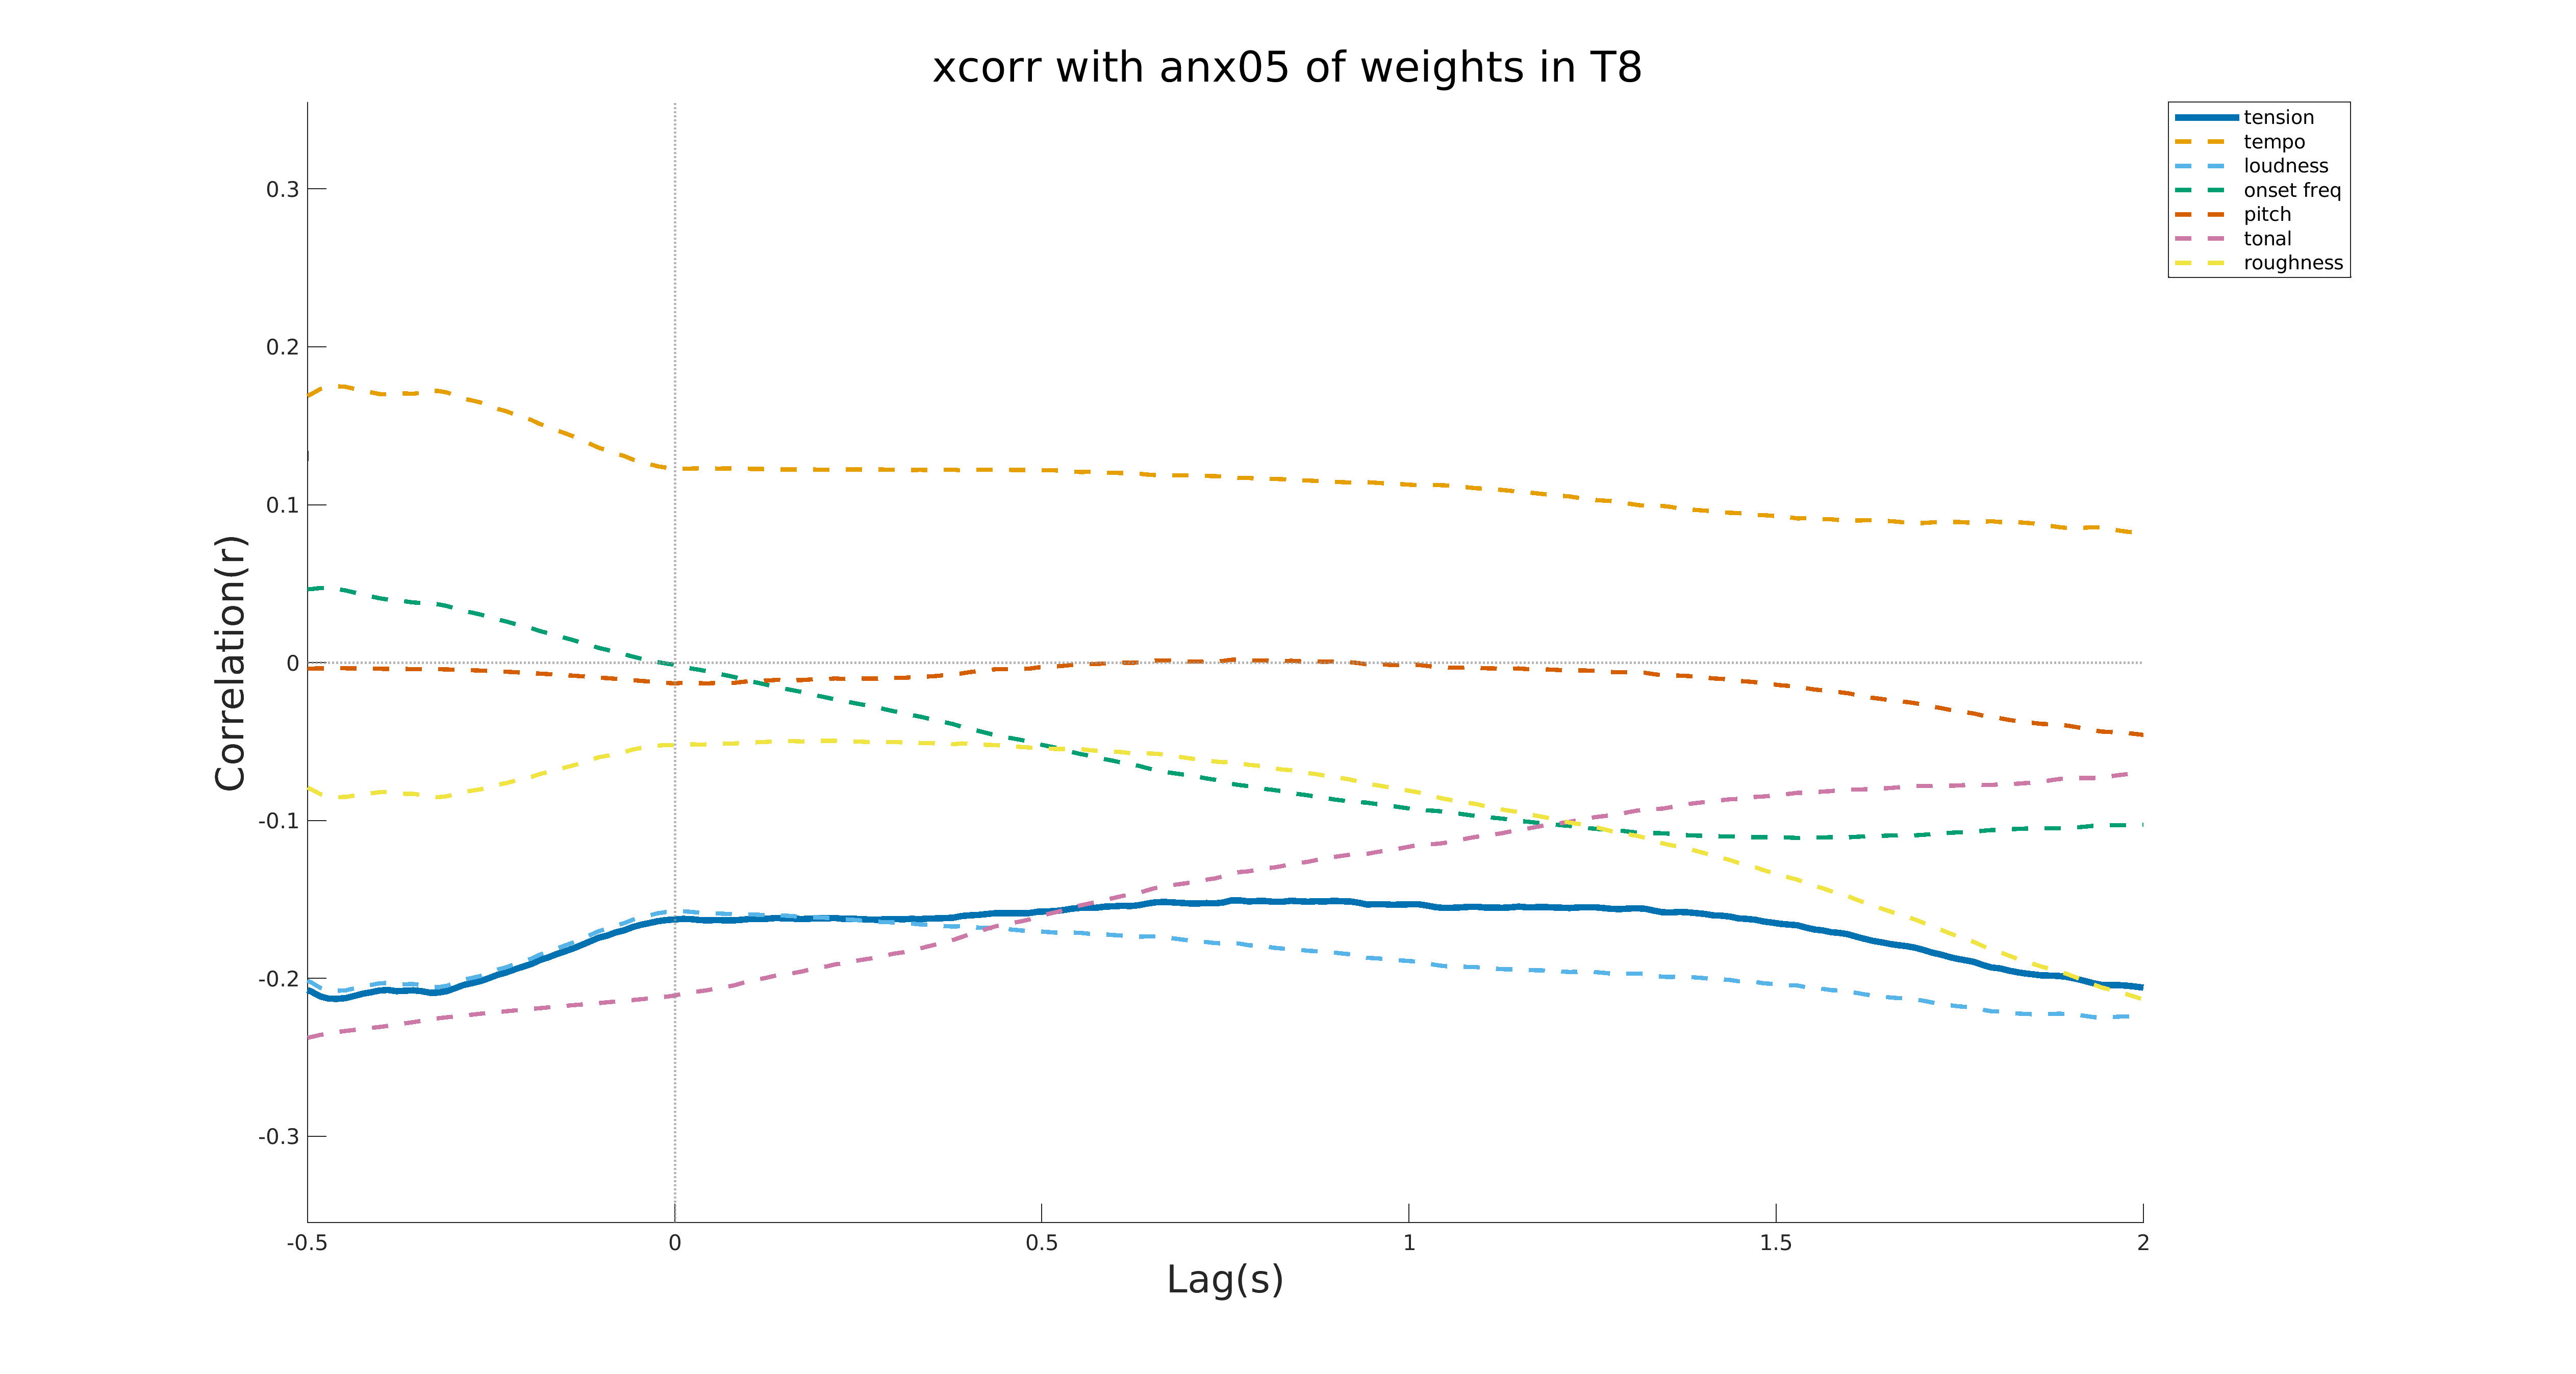 xcorr with anx05 of weights in T8
tension
tempo
loudness
onset freq
pitch
tonal
roughness
0.3
0.2
0.1
0
-0.1
-0.2
-0.3
Correlation(r)
-0.5 0 0.5 1 1.5 2
Lag(s)